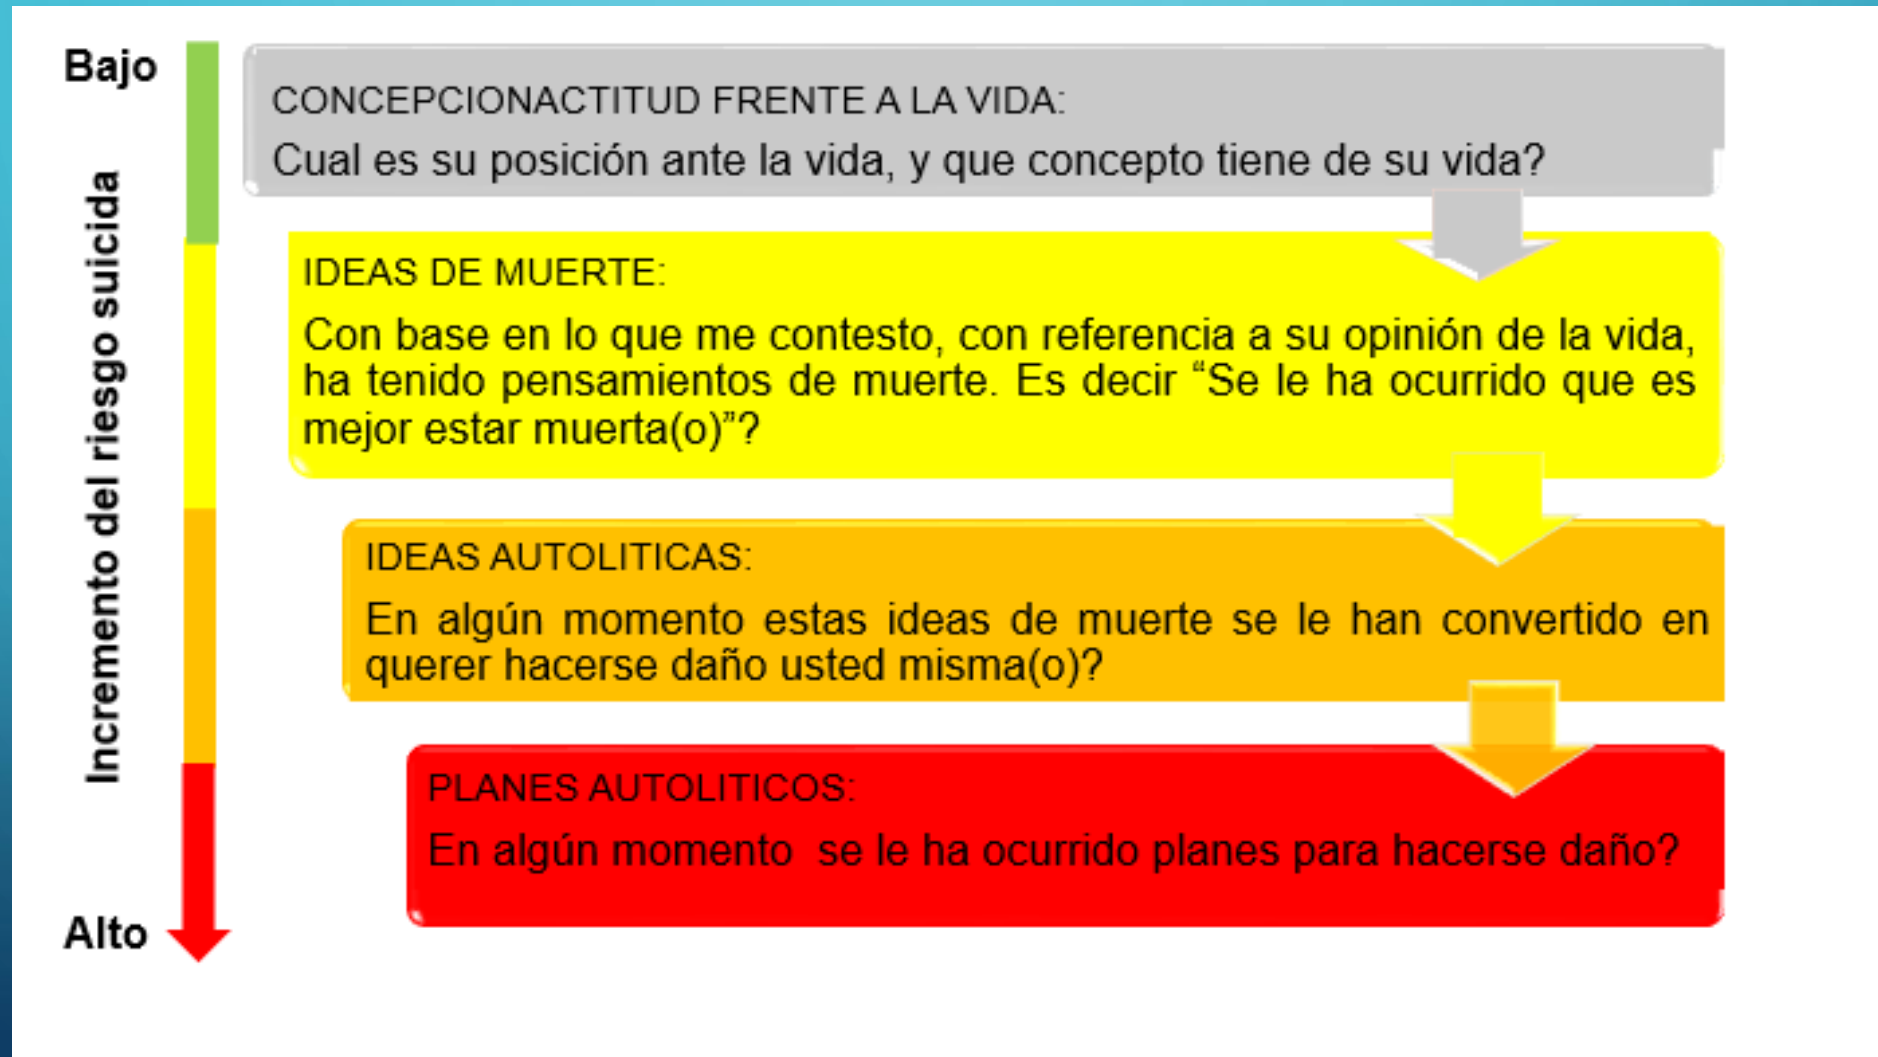 Bajo
Incremento del riesgo suicida
Alto
CONCEPCIONACTITUD FRENTE A LA VIDA:
Cual es su posición ante la vida, y que concepto tiene de su vida?
IDEAS DE MUERTE:
Con base en lo que me contesto, con referencia a su opinión de la vida,
ha tenido pensamientos de muerte. Es decir “Se le ha ocurrido que es
mejor estar muerta(o)”?
IDEAS AUTOLITICAS:
En algún momento estas ideas de muerte se le han convertido en
querer hacerse daño usted misma(o)?
PLANES AUTOLITICOS:
En algún momento  se le ha ocurrido planes para hacerse daño?